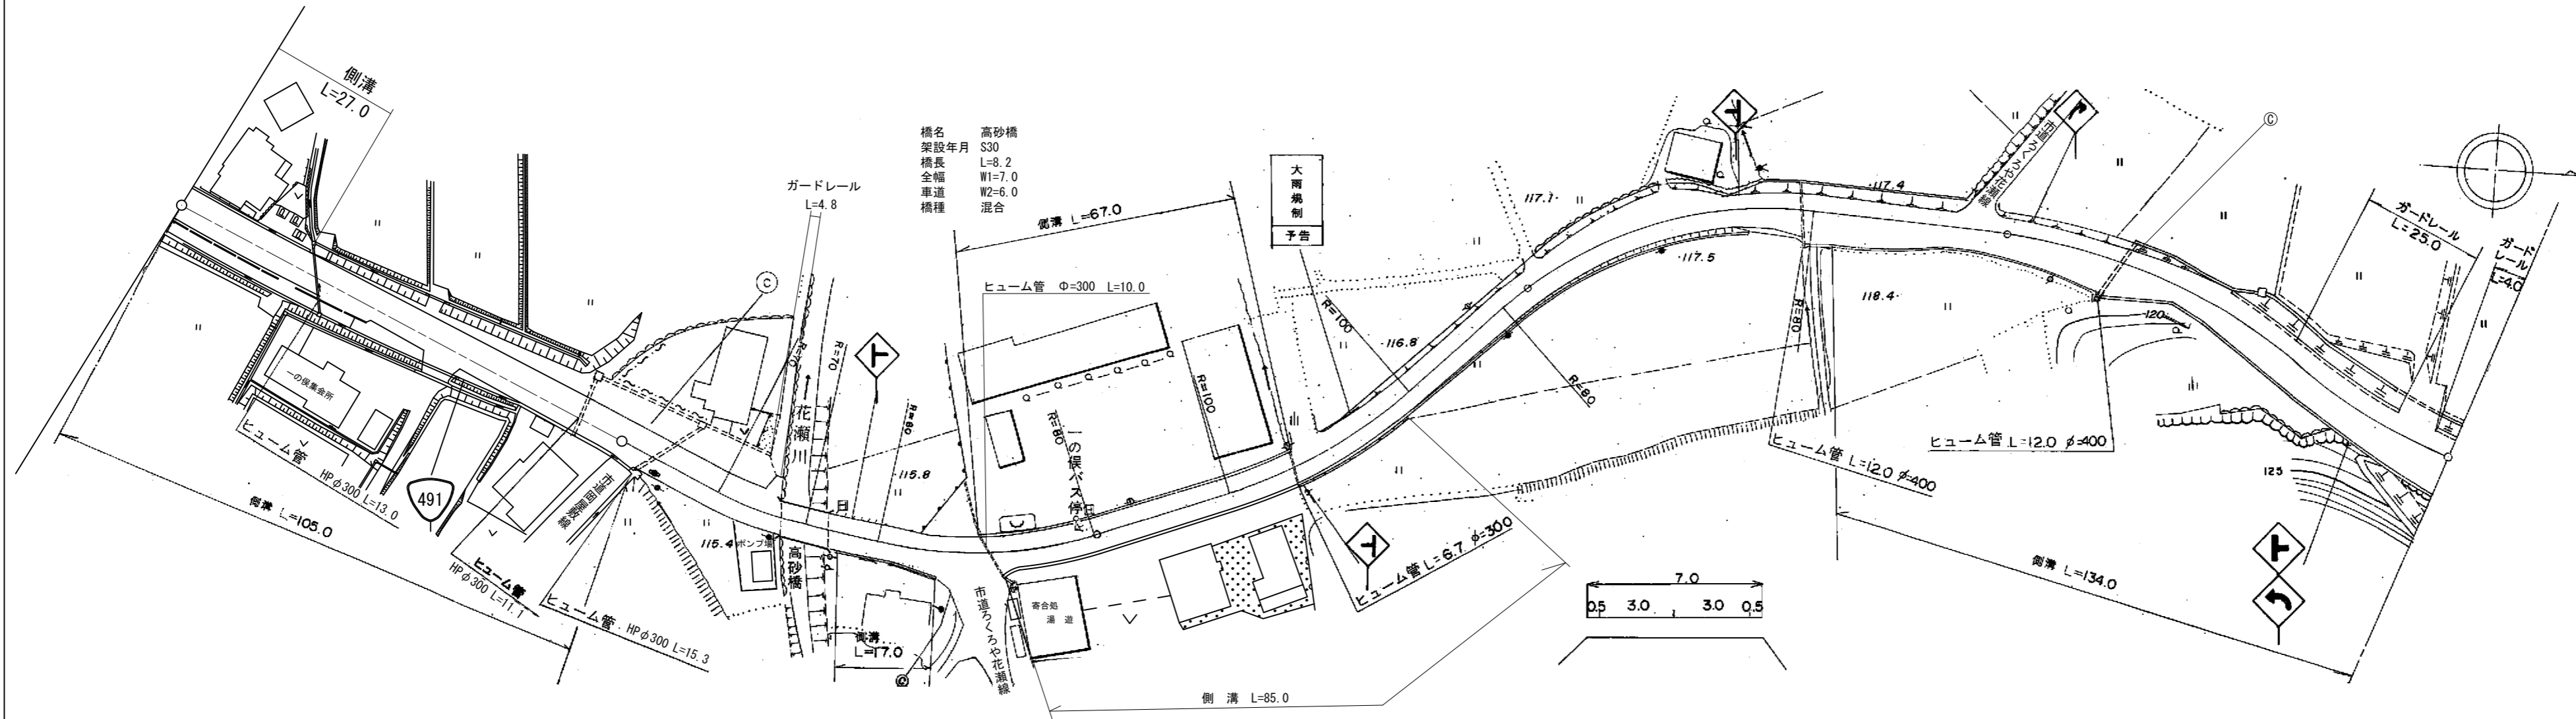 側溝
L=27.0
橋名 高砂橋
架設年月 S30
橋長 L=8.2
全幅 W1=7.0
車道 W2=6.0
橋種 混合
ガードレール
L=4.8
側溝 L=67.0
ヒューム管 Φ=300 L=10.0
大雨規制
予告
117.1
117.4
117.5
市道ろくろや花瀬線
Ⓒ
ガードレール
L=25.0
ガードレール
L=4.0
Ⓒ
R=70
R=70
花瀬川
R=80
115.8
R=80
一の俣バス停
R=100
R=100
116.8
R=80
R=80
118.4
120
125
一の俣集会所
ヒューム管
HPφ300 L=13.0
491
側溝 L=105.0
ヒューム管
HPφ300 L=11.1
ヒューム管 HPφ300 L=15.3
115.4
ポンプ場
高砂橋
側溝
L=17.0
Ⓒ
市道ろくろや花瀬線
寄合処
湯遊
ヒューム管 L=6.7 φ=300
側溝 L=85.0
ヒューム管 L=12.0 φ=400
ヒューム管 L=12.0 φ=400
7.0
0.5 3.0 3.0 0.5
側溝 L=134.0